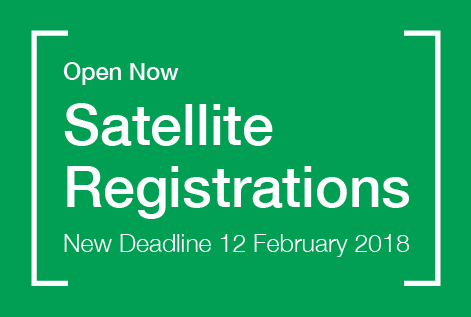 Open Now
Satellite
Registrations
New Deadline 12 February 2018